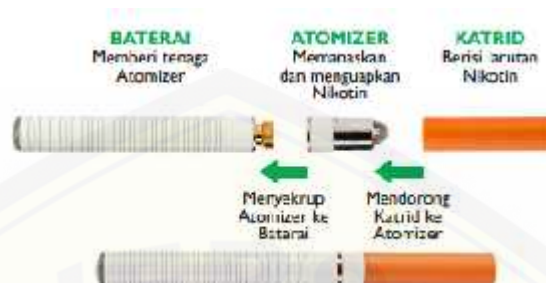 BATERAI
Memberi tenaga
Atomizer
ATOMIZER
Memanaskan
dan menguapkan
Nikotin
KATRID
Berisi larutan
Nikotin
Menyekrup
Atomizer ke
Batarai
Mendorong
Katrid ke
Atomizer